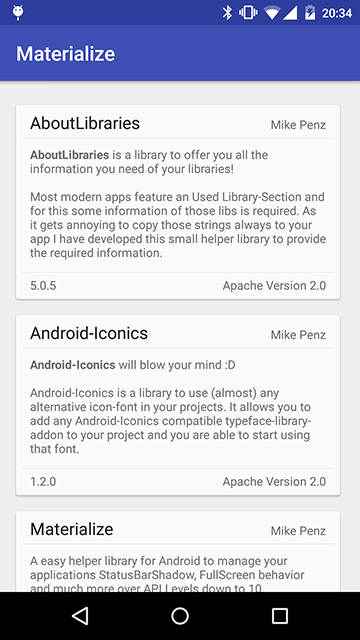 20:34
Materialize
AboutLibraries
Mike Penz
AboutLibraries is a library to offer you all the
information you need of your libraries!
Most modern apps feature an Used Library-Section and
for this some information of those libs is required. As
it gets annoying to copy those strings always to your
app I have developed this small helper library to provide
the required information.
5.0.5
Apache Version 2.0
Android-Iconics
Mike Penz
Android-Iconics will blow your mind :D
Android-Iconics is a library to use (almost) any
alternative icon-font in your projects. It allows you to
add any Android-Iconics compatible typeface-library-
addon to your project and you are able to start using
that font.
1.2.0
Apache Version 2.0
Materialize
Mike Penz
A easy helper library for Android to manage your
applications StatusBarShadow, FullScreen behavior
and much more over API Levels down to 10